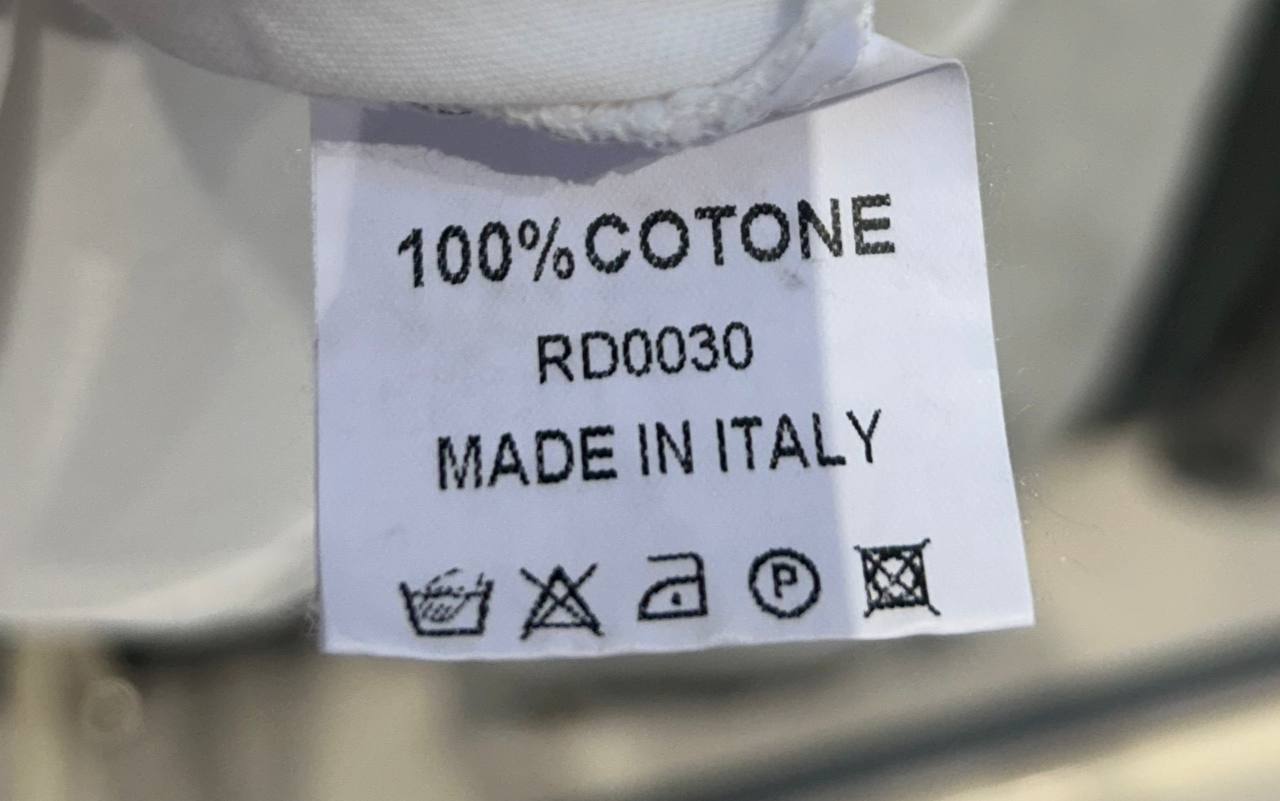 100%COTONE
RD0030
MADE IN ITALY
P